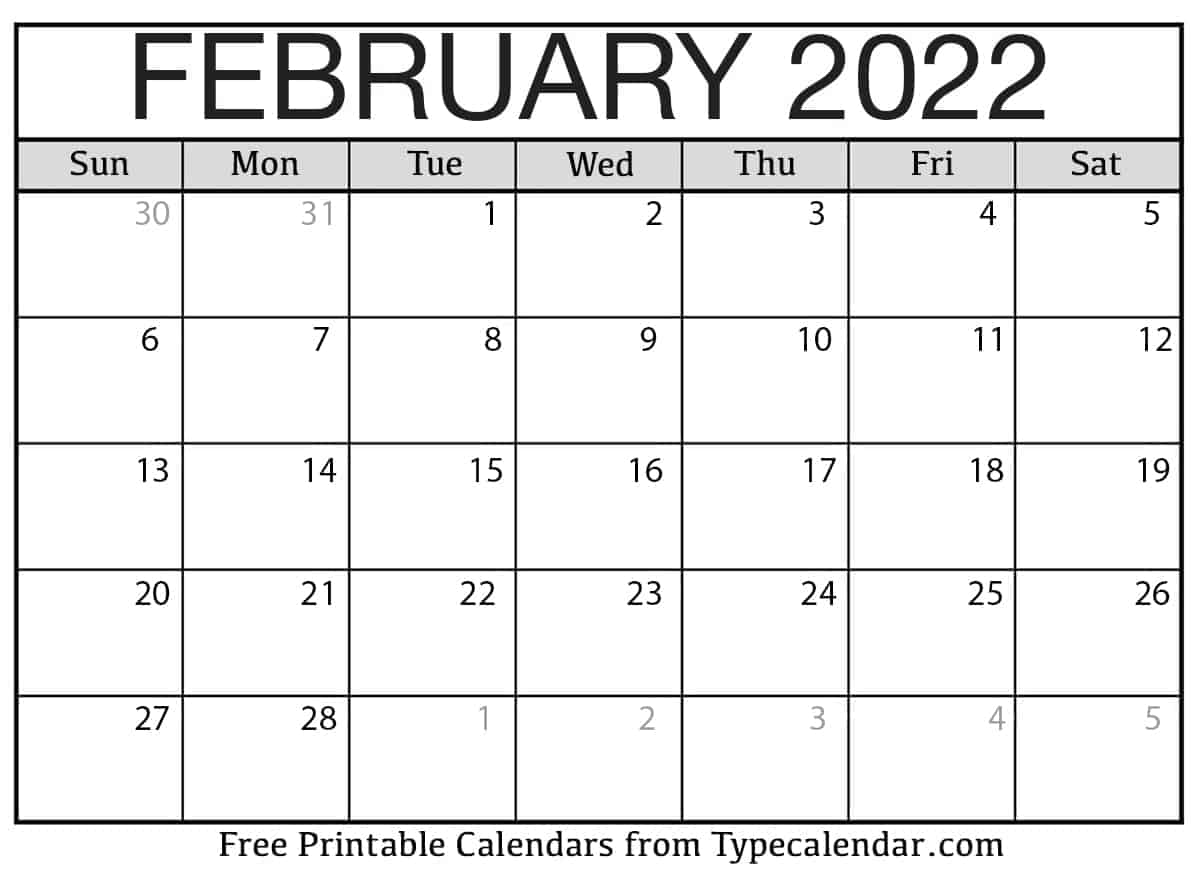 FEBRUARY 2022
Sun Mon Tue Wed Thu Fri Sat
30 31 1 2 3 4 5
6 7 8 9 10 11 12
13 14 15 16 17 18 19
20 21 22 23 24 25 26
27 28 1 2 3 4 5
Free Printable Calendars from Typecalendar.com